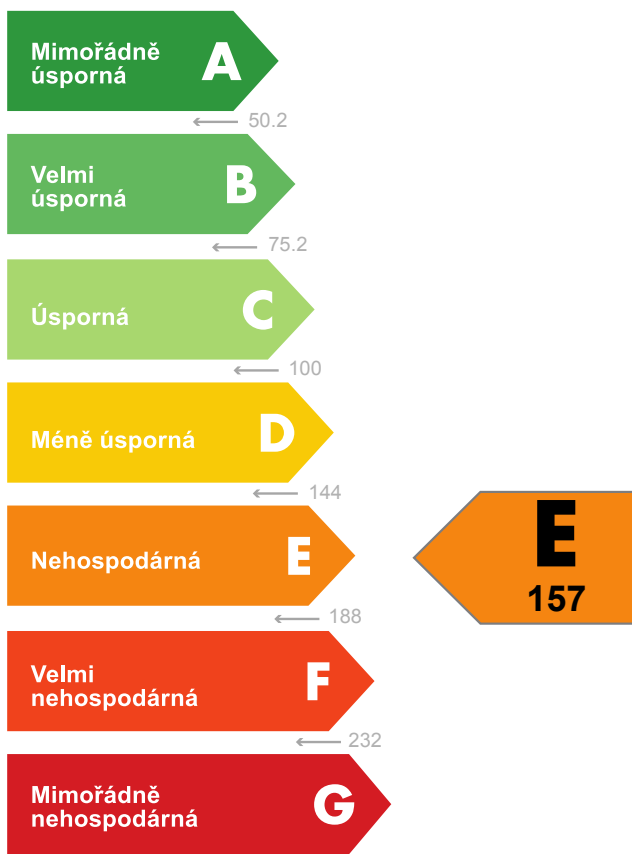 Mimořádně
úsporná
A
50.2
Velmi
úsporná
B
75.2
Úsporná
C
100
Méně úsporná
D
144
Nehospodárná
E
188
E
157
Velmi
nehospodárná
F
232
Mimořádně
nehospodárná
G